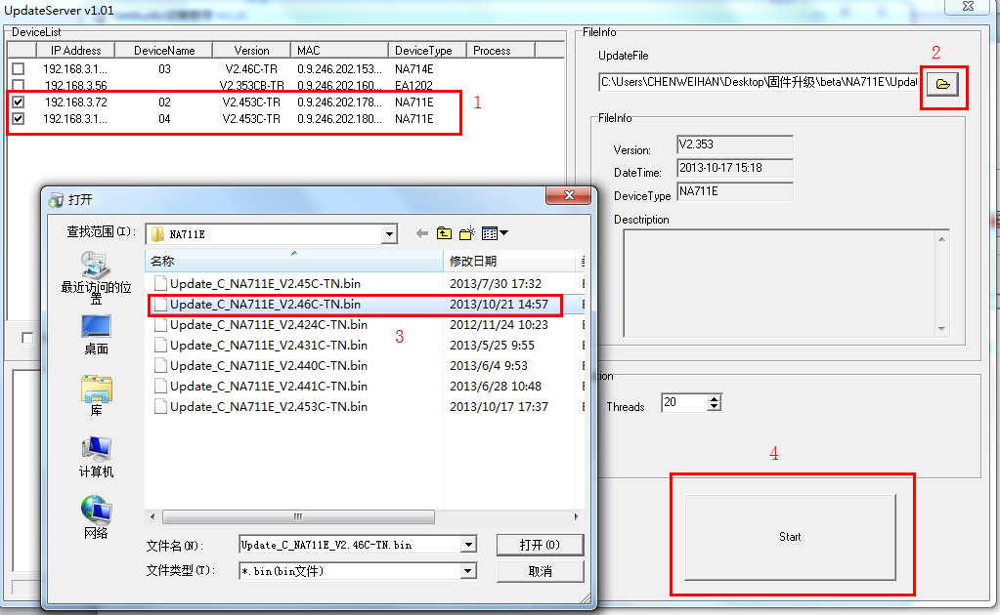 UpdateServer v1.01
DeviceList
IP Address DeviceName Version MAC DeviceType Process
192.168.3.1... 03 V2.46C-TR 0.9.246.202.153... NA714E
192.168.3.56 V2.353CB-TR 0.9.246.202.160... EA1202
192.168.3.72 02 V2.453C-TR 0.9.246.202.178... NA711E
192.168.3.1... 04 V2.453C-TR 0.9.246.202.180... NA711E
1
FileInfo
UpdateFile
2
C:\Users\CHENWEIHAN\Desktop\固件升级\beta\NA711E\Updat
FileInfo
Version: V2.353
DateTime: 2013-10-17 15:18
DeviceType NA711E
Desctription
打开
查找范围(I): NA711E
名称 修改日期
Update_C_NA711E_V2.45C-TN.bin 2013/7/30 17:32
Update_C_NA711E_V2.46C-TN.bin 2013/10/21 14:57
Update_C_NA711E_V2.424C-TN.bin 2012/11/24 10:23
Update_C_NA711E_V2.431C-TN.bin 2013/5/25 9:55
Update_C_NA711E_V2.440C-TN.bin 2013/6/4 9:53
Update_C_NA711E_V2.441C-TN.bin 2013/6/28 10:48
Update_C_NA711E_V2.453C-TN.bin 2013/10/17 17:37
3
最近访问的位
置
桌面
库
计算机
网络
文件名(N): Update_C_NA711E_V2.46C-TN.bin 打开(O)
文件类型(T): *.bin(bin文件) 取消
tion
Threads 20
4
Start